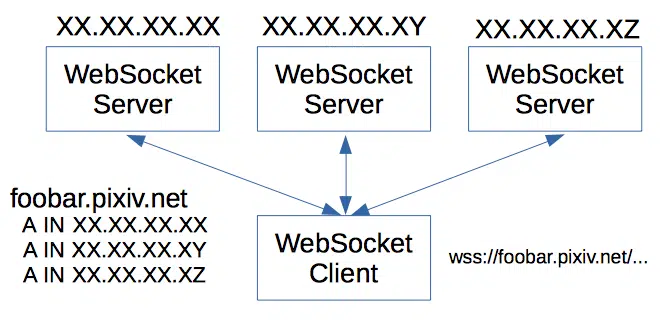 XX.XX.XX.XX
XX.XX.XX.XY
XX.XX.XX.XZ
WebSocket
Server
WebSocket
Server
WebSocket
Server
foobar.pixiv.net
A IN XX.XX.XX.XX
A IN XX.XX.XX.XY
A IN XX.XX.XX.XZ
WebSocket
Client
wss://foobar.pixiv.net/...